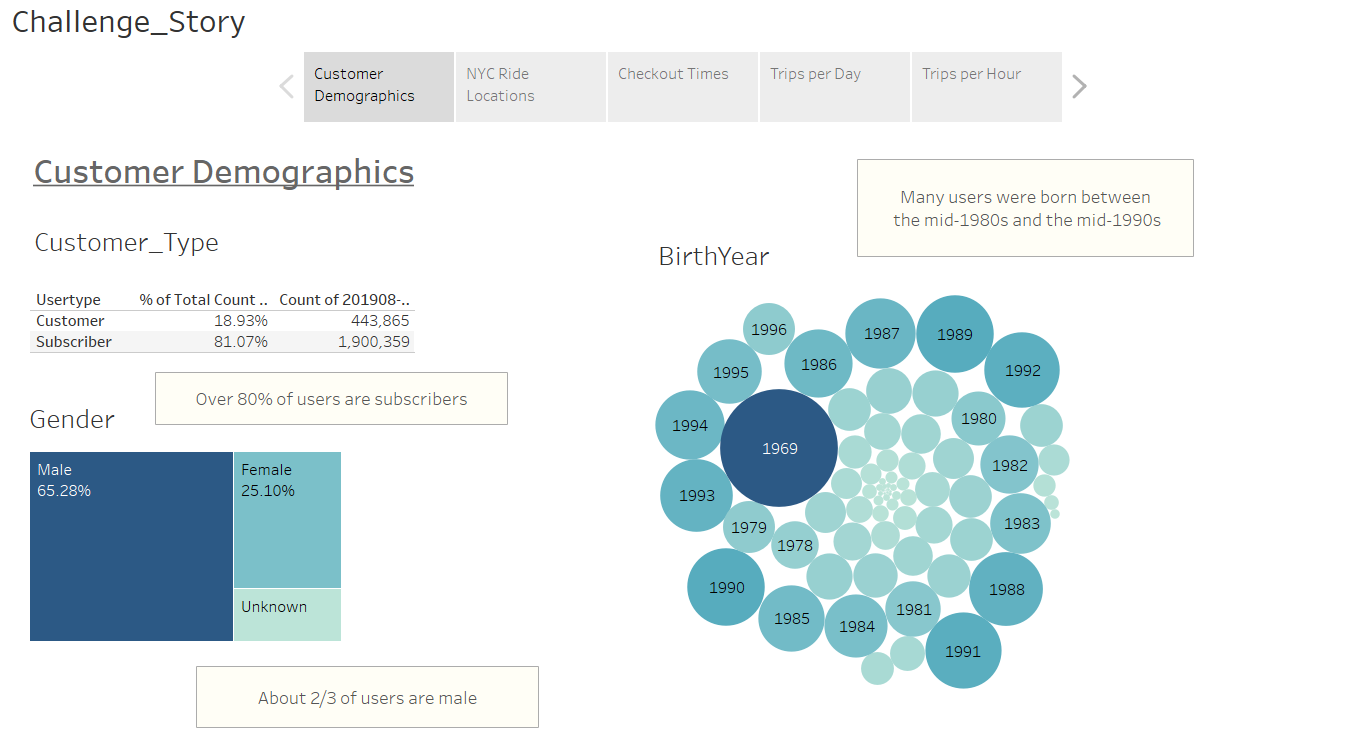 Challenge_Story
Customer
Demographics
NYC Ride
Locations
Checkout Times
Trips per Day
Trips per Hour
Customer Demographics
Many users were born between
the mid-1980s and the mid-1990s
Customer_Type
BirthYear
Usertype % of Total Count .. Count of 201908-..
Customer 18.93% 443,865
Subscriber 81.07% 1,900,359
Over 80% of users are subscribers
Gender
Male
65.28%
Female
25.10%
Unknown
About 2/3 of users are male
1996
1987
1989
1986
1995
1992
1994
1980
1969
1982
1993
1979
1983
1978
1990
1988
1981
1985
1984
1991